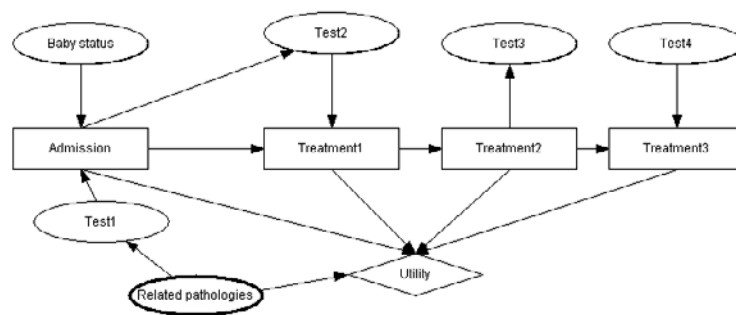 Baby status
Test2
Test3
Test4
Admission
Treatment1
Treatment2
Treatment3
Test1
Utility
Related pathologies